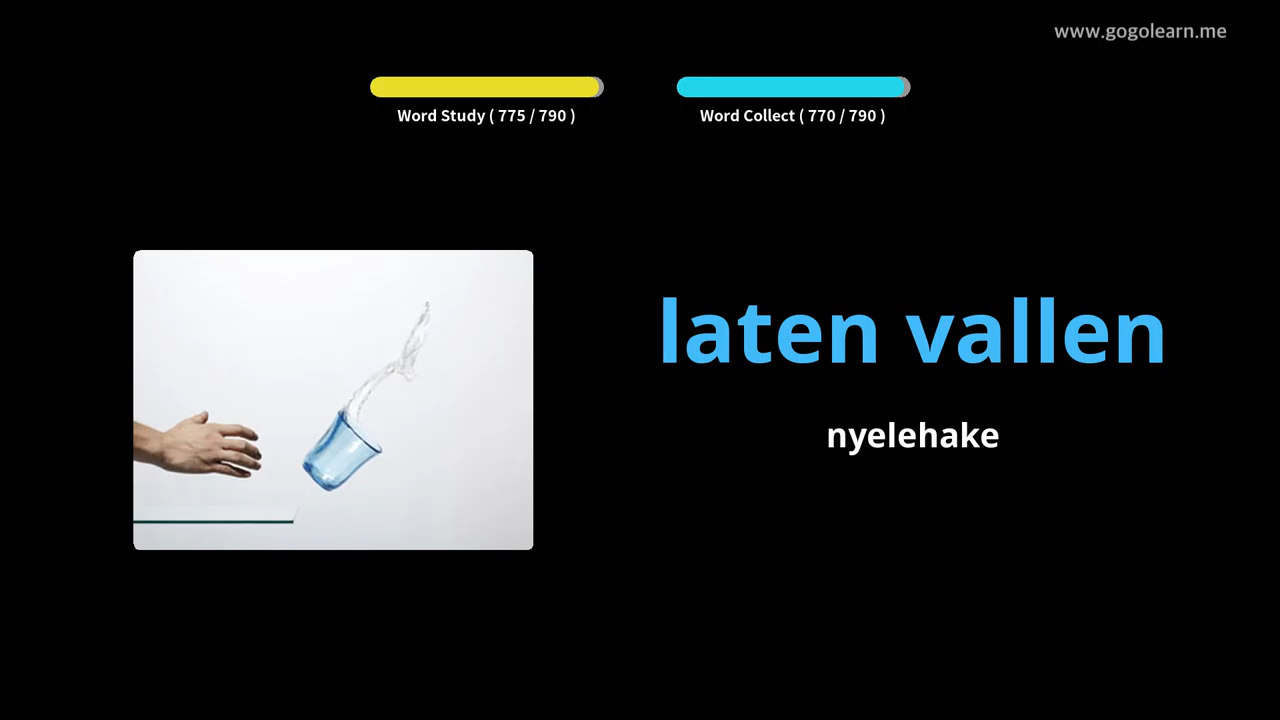 www.gogolearn.me
Word Study ( 775 / 790 )
Word Collect ( 770 / 790 )
laten vallen
nyelehake